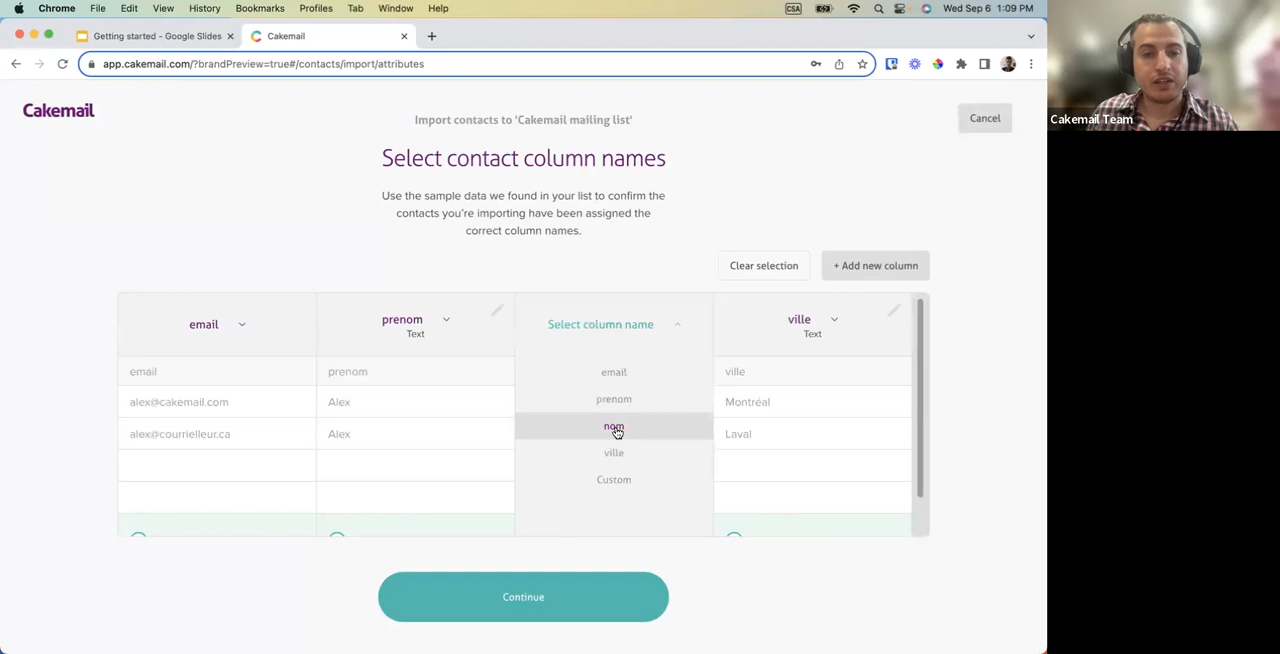 Chrome File Edit View History Bookmarks Profiles Tab Window Help CSA Wed Sep 6 1:09 PM
Getting started - Google Slides Cakemail
app.cakemail.com/?brandPreview=true#/contacts/import/attributes
Cakemail Team
Cakemail
Import contacts to 'Cakemail mailing list'
Cancel
Select contact column names
Use the sample data we found in your list to confirm the
contacts you're importing have been assigned the
correct column names.
Clear selection + Add new column
email prenom Select column name ville
Text Text
email prenom email ville
prenom
alex@cakemail.com Alex Montréal
nom
alex@courrielleur.ca Alex Laval
ville
Custom
Continue